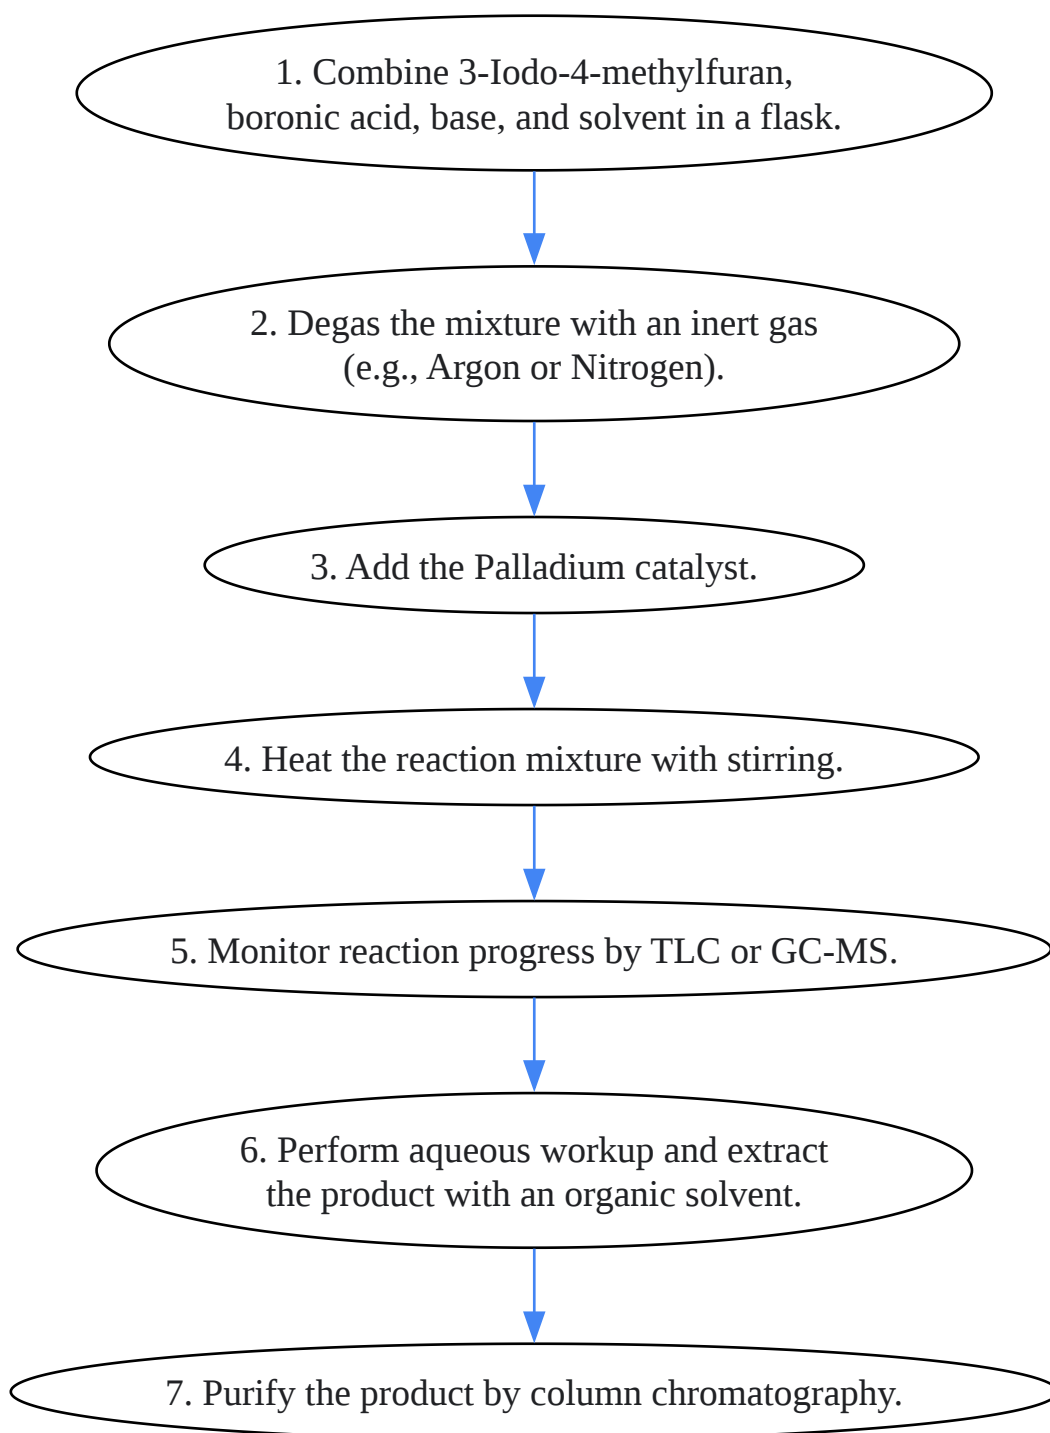 1. Combine 3-Iodo-4-methylfuran,
boronic acid, base, and solvent in a flask.
2. Degas the mixture with an inert gas
(e.g., Argon or Nitrogen).
3. Add the Palladium catalyst.
4. Heat the reaction mixture with stirring.
5. Monitor reaction progress by TLC or GC-MS.
6. Perform aqueous workup and extract
the product with an organic solvent.
7. Purify the product by column chromatography.